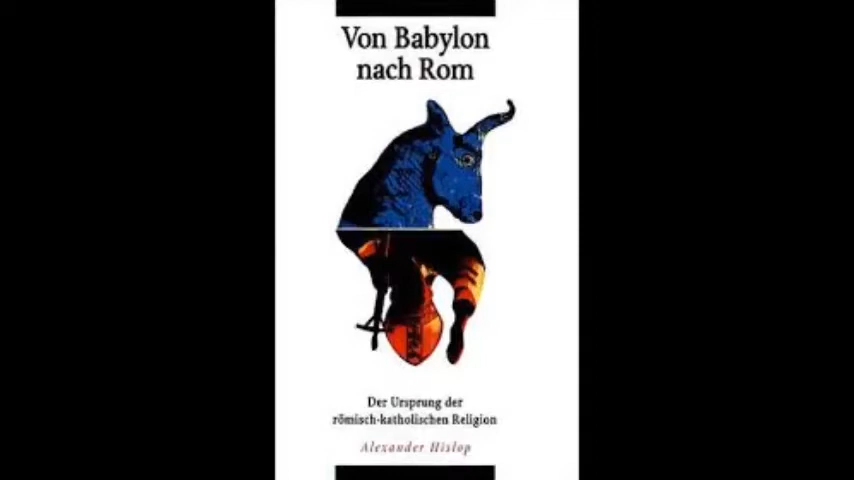 Von Babylon
nach Rom
Der Ursprung der
römisch-katholischen Religion
Alexander Hislop